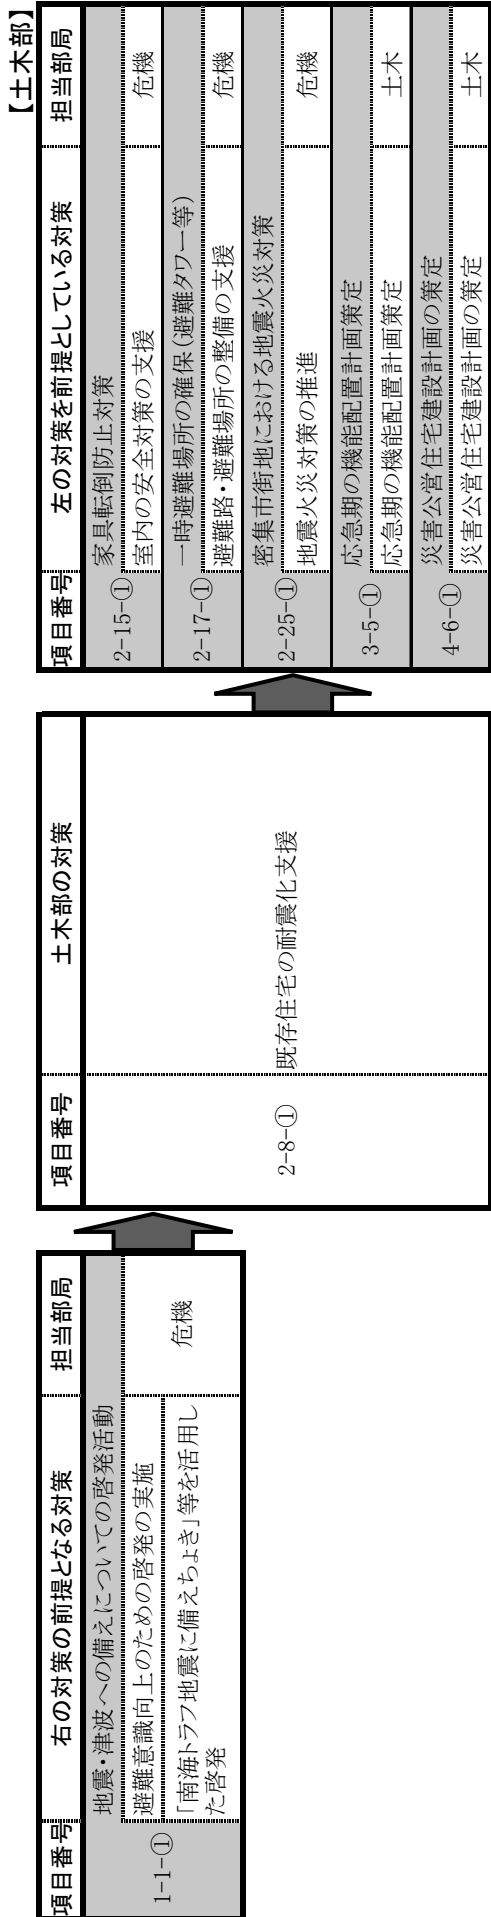 【土木部】
項目番号 右の対策の前提となる対策 担当部局
1-1-①
地震・津波への備えについての啓発活動
避難意識向上のための啓発の実施
「南海トラフ地震に備えちょき」等を活用し
た啓発
危機
項目番号 土木部の対策
2-8-① 既存住宅の耐震化支援
項目番号 左の対策を前提としている対策 担当部局
2-15-①
家具転倒防止対策
室内の安全対策の支援 危機
2-17-①
一時避難場所の確保(避難タワー等)
避難路・避難場所の整備の支援 危機
2-25-①
密集市街地における地震火災対策
地震火災対策の推進 危機
3-5-①
応急期の機能配置計画策定
応急期の機能配置計画策定 土木
4-6-①
災害公営住宅建設計画の策定
災害公営住宅建設計画の策定 土木